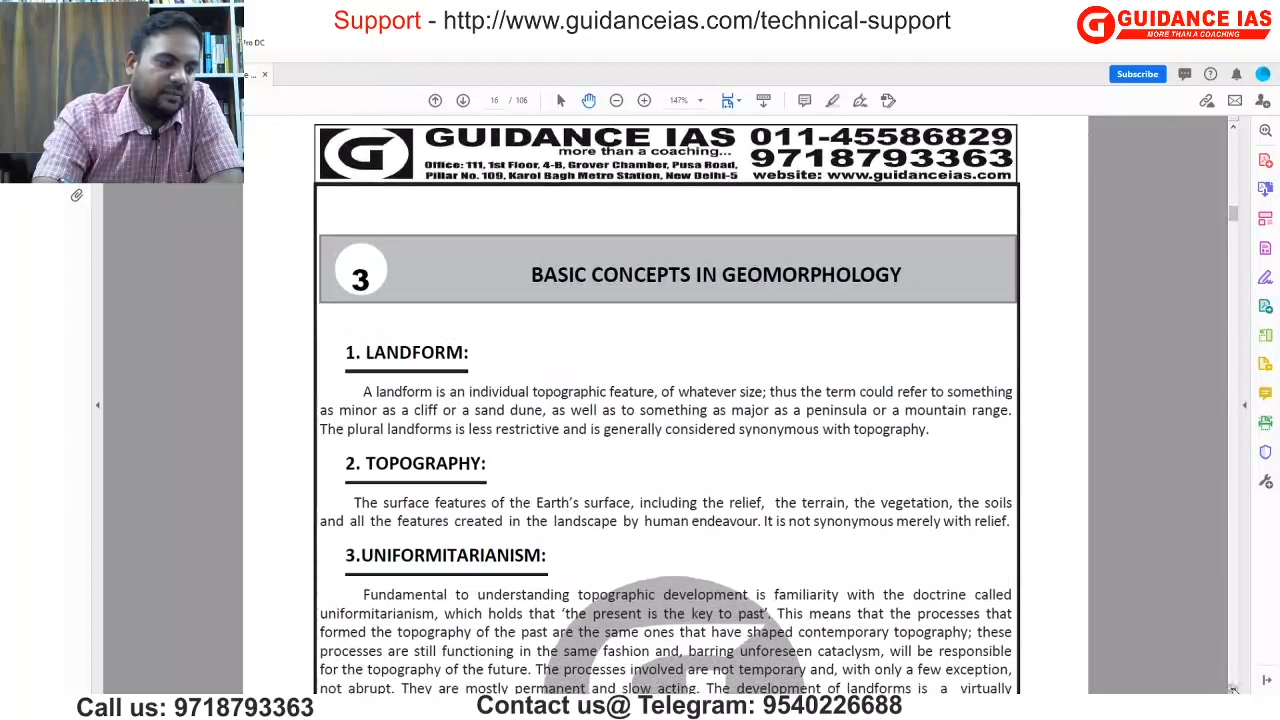 Support - http://www.guidanceias.com/technical-support
GUIDANCE IAS
MORE THAN A COACHING
Pro DC
Subscribe
16 / 106
147%
GUIDANCE IAS 011-45586829
more than a coaching... 9718793363
Office: 111, 1st Floor, 4-B, Grover Chamber, Pusa Road,
Pillar No. 109, Karol Bagh Metro Station, New Delhi-5 website: www.guidanceias.com
3 BASIC CONCEPTS IN GEOMORPHOLOGY
1. LANDFORM:
A landform is an individual topographic feature, of whatever size; thus the term could refer to something
as minor as a cliff or a sand dune, as well as to something as major as a peninsula or a mountain range.
The plural landforms is less restrictive and is generally considered synonymous with topography.
2. TOPOGRAPHY:
The surface features of the Earth's surface, including the relief, the terrain, the vegetation, the soils
and all the features created in the landscape by human endeavour. It is not synonymous merely with relief.
3.UNIFORMITARIANISM:
Fundamental to understanding topographic development is familiarity with the doctrine called
uniformitarianism, which holds that 'the present is the key to past'. This means that the processes that
formed the topography of the past are the same ones that have shaped contemporary topography; these
processes are still functioning in the same fashion and, barring unforeseen cataclysm, will be responsible
for the topography of the future. The processes involved are not temporary and, with only a few exception,
not abrupt. They are mostly permanent and slow acting. The development of landforms is a virtually
Call us: 9718793363
Contact us@ Telegram: 9540226688